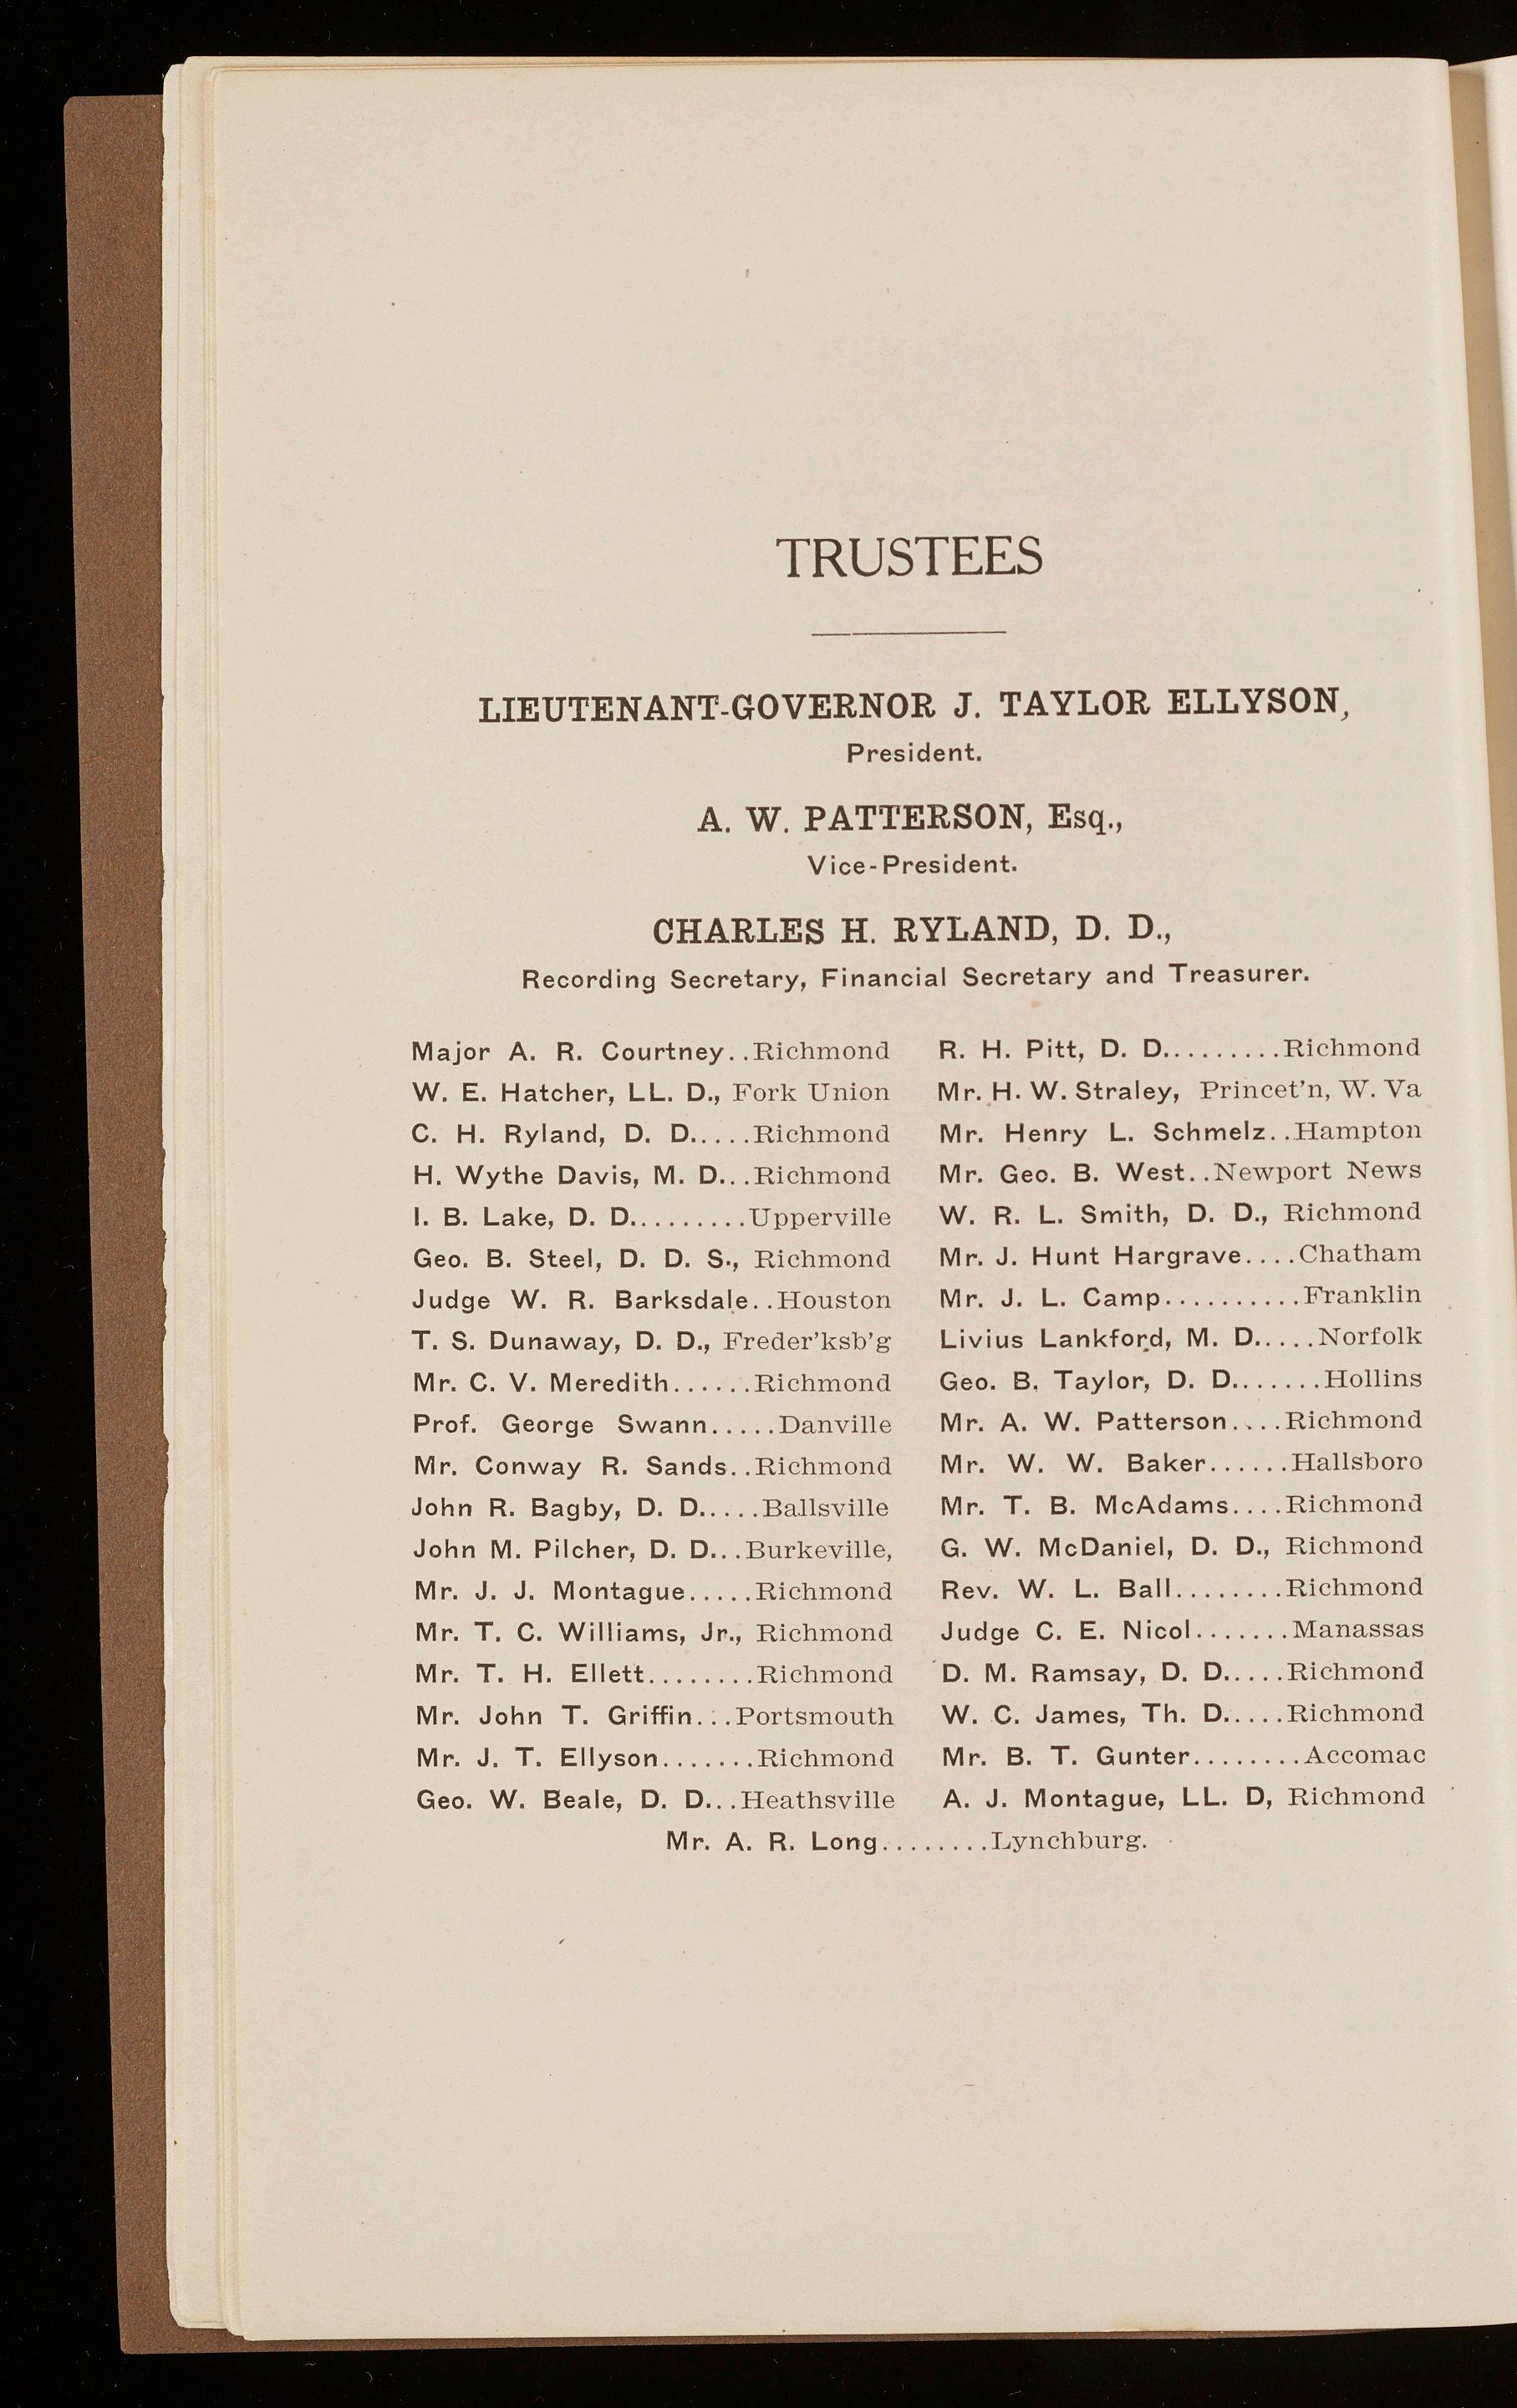 TRUSTEES
LIEUTENANT-GOVERNOR J. TAYLOR ELLYSON,
President.
A. W. PATTERSON, Esq.,
Vice-President.
CHARLES H. RYLAND, D. D.,
Recording Secretary, Financial Secretary and Treasurer.
Major A. R. Courtney..Richmond
W. E. Hatcher, LL. D., Fork Union
C. H. Ryland, D. D.....Richmond
H. Wythe Davis, M. D...Richmond
I. B. Lake, D. D.........Upperville
Geo. B. Steel, D. D. S., Richmond
Judge W. R. Barksdale..Houston
T. S. Dunaway, D. D., Freder'ksb'g
Mr. C. V. Meredith......Richmond
Prof. George Swann.....Danville
Mr. Conway R. Sands..Richmond
John R. Bagby, D. D.....Ballsville
John M. Pilcher, D. D...Burkeville,
Mr. J. J. Montague.....Richmond
Mr. T. C. Williams, Jr., Richmond
Mr. T. H. Ellett........Richmond
Mr. John T. Griffin...Portsmouth
Mr. J. T. Ellyson.......Richmond
Geo. W. Beale, D. D...Heathsville
R. H. Pitt, D. D.........Richmond
Mr. H. W. Straley, Princet'n, W. Va
Mr. Henry L. Schmelz..Hampton
Mr. Geo. B. West..Newport News
W. R. L. Smith, D. D., Richmond
Mr. J. Hunt Hargrave....Chatham
Mr. J. L. Camp..........Franklin
Livius Lankford, M. D.....Norfolk
Geo. B. Taylor, D. D.......Hollins
Mr. A. W. Patterson....Richmond
Mr. W. W. Baker......Hallsboro
Mr. T. B. McAdams....Richmond
G. W. McDaniel, D. D., Richmond
Rev. W. L. Ball........Richmond
Judge C. E. Nicol.......Manassas
D. M. Ramsay, D. D.....Richmond
W. C. James, Th. D.....Richmond
Mr. B. T. Gunter........Accomac
A. J. Montague, LL. D, Richmond
Mr. A. R. Long........Lynchburg.